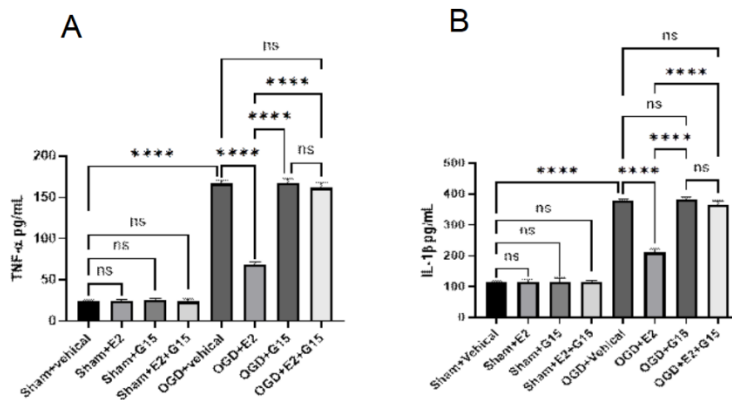 A
ns
****
****
ns
****
****
ns
ns
ns
TNF-α pg/mL
200
150
100
50
0
Sham+vehical
Sham+E2
Sham+G15
Sham+E2+G15
OGD+vehical
OGD+E2
OGD+G15
OGD+E2+G15
B
ns
****
ns
****
ns
****
****
ns
ns
ns
IL-1β pg/mL
500
400
300
200
100
0
Sham+Vehical
Sham+E2
Sham+G15
Sham+E2+G15
OGD+Vehical
OGD+E2
OGD+G15
OGD+E2+G15